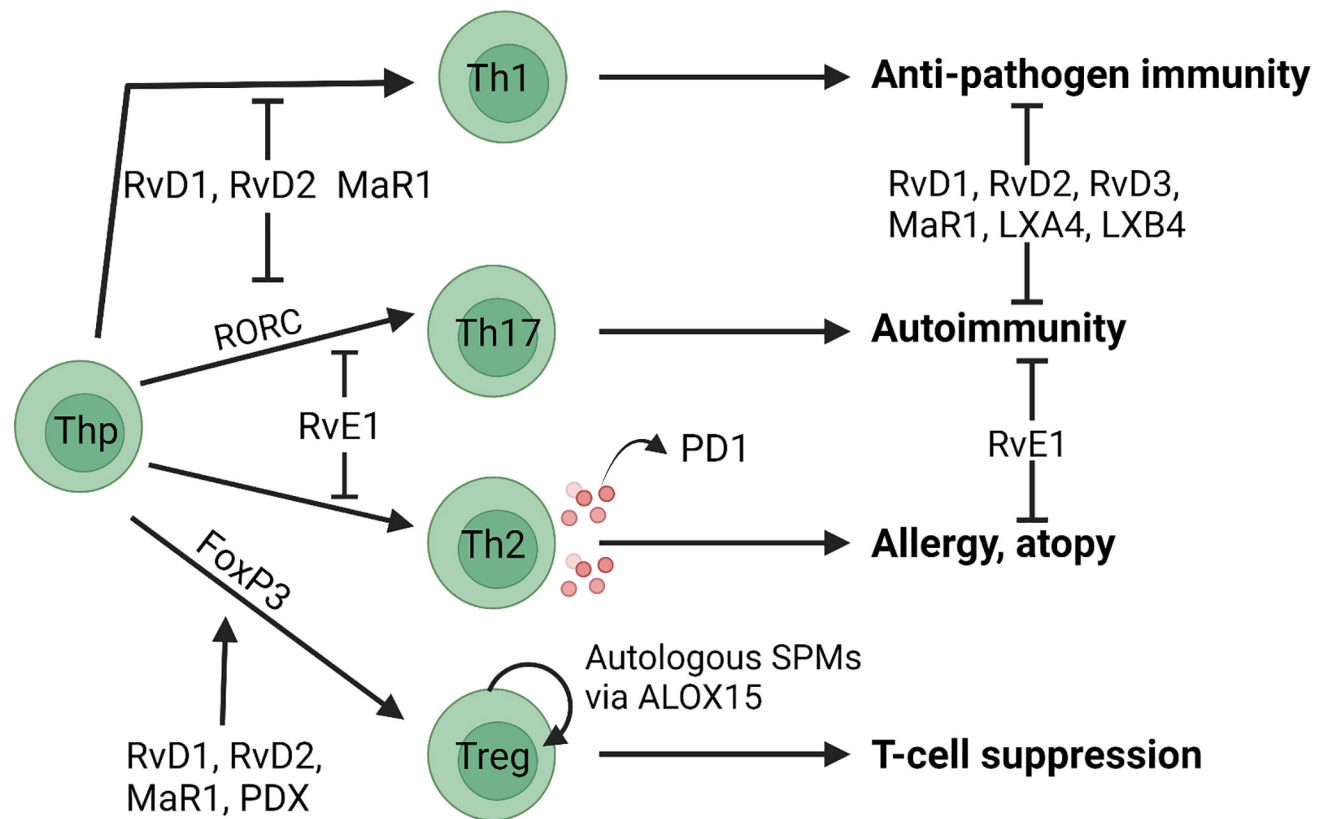 Th1
Anti-pathogen immunity
RvD1, RvD2  MaR1
RvD1, RvD2, RvD3,
MaR1, LXA4, LXB4
RORC
Th17
Autoimmunity
Thp
RvE1
PD1
RvE1
Th2
Allergy, atopy
FoxP3
Autologous SPMs
via ALOX15
RvD1, RvD2,
MaR1, PDX
Treg
T-cell suppression